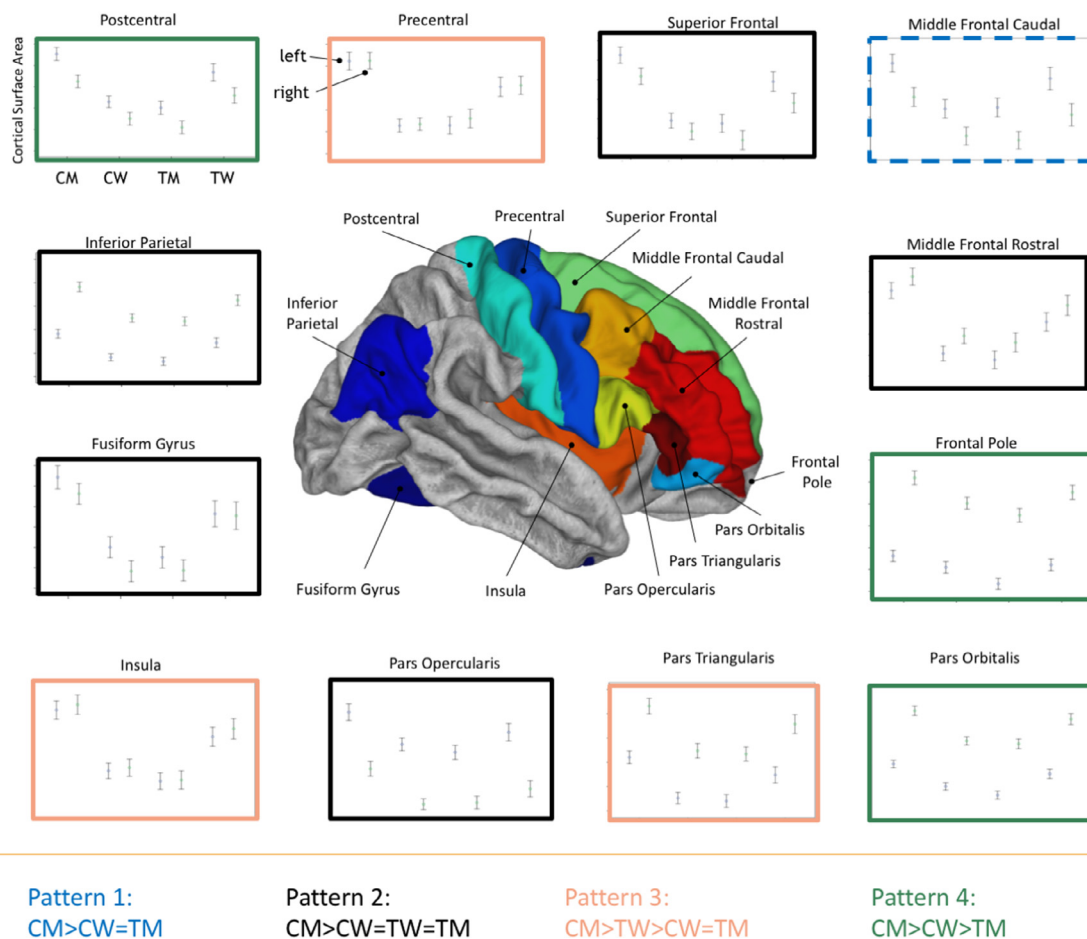 Postcentral
Precentral
Superior Frontal
Middle Frontal Caudal
Cortical Surface Area
left
right
CM CW TM TW
Inferior Parietal
Middle Frontal Rostral
Postcentral
Precentral
Superior Frontal
Middle Frontal Caudal
Inferior
Parietal
Middle Frontal
Rostral
Fusiform Gyrus
Frontal Pole
Frontal
Pole
Pars Orbitalis
Pars Triangularis
Fusiform Gyrus
Insula
Pars Opercularis
Insula
Pars Opercularis
Pars Triangularis
Pars Orbitalis
Pattern 1:
CM>CW=TM
Pattern 2:
CM>CW=TW=TM
Pattern 3:
CM>TW>CW=TM
Pattern 4:
CM>CW>TM